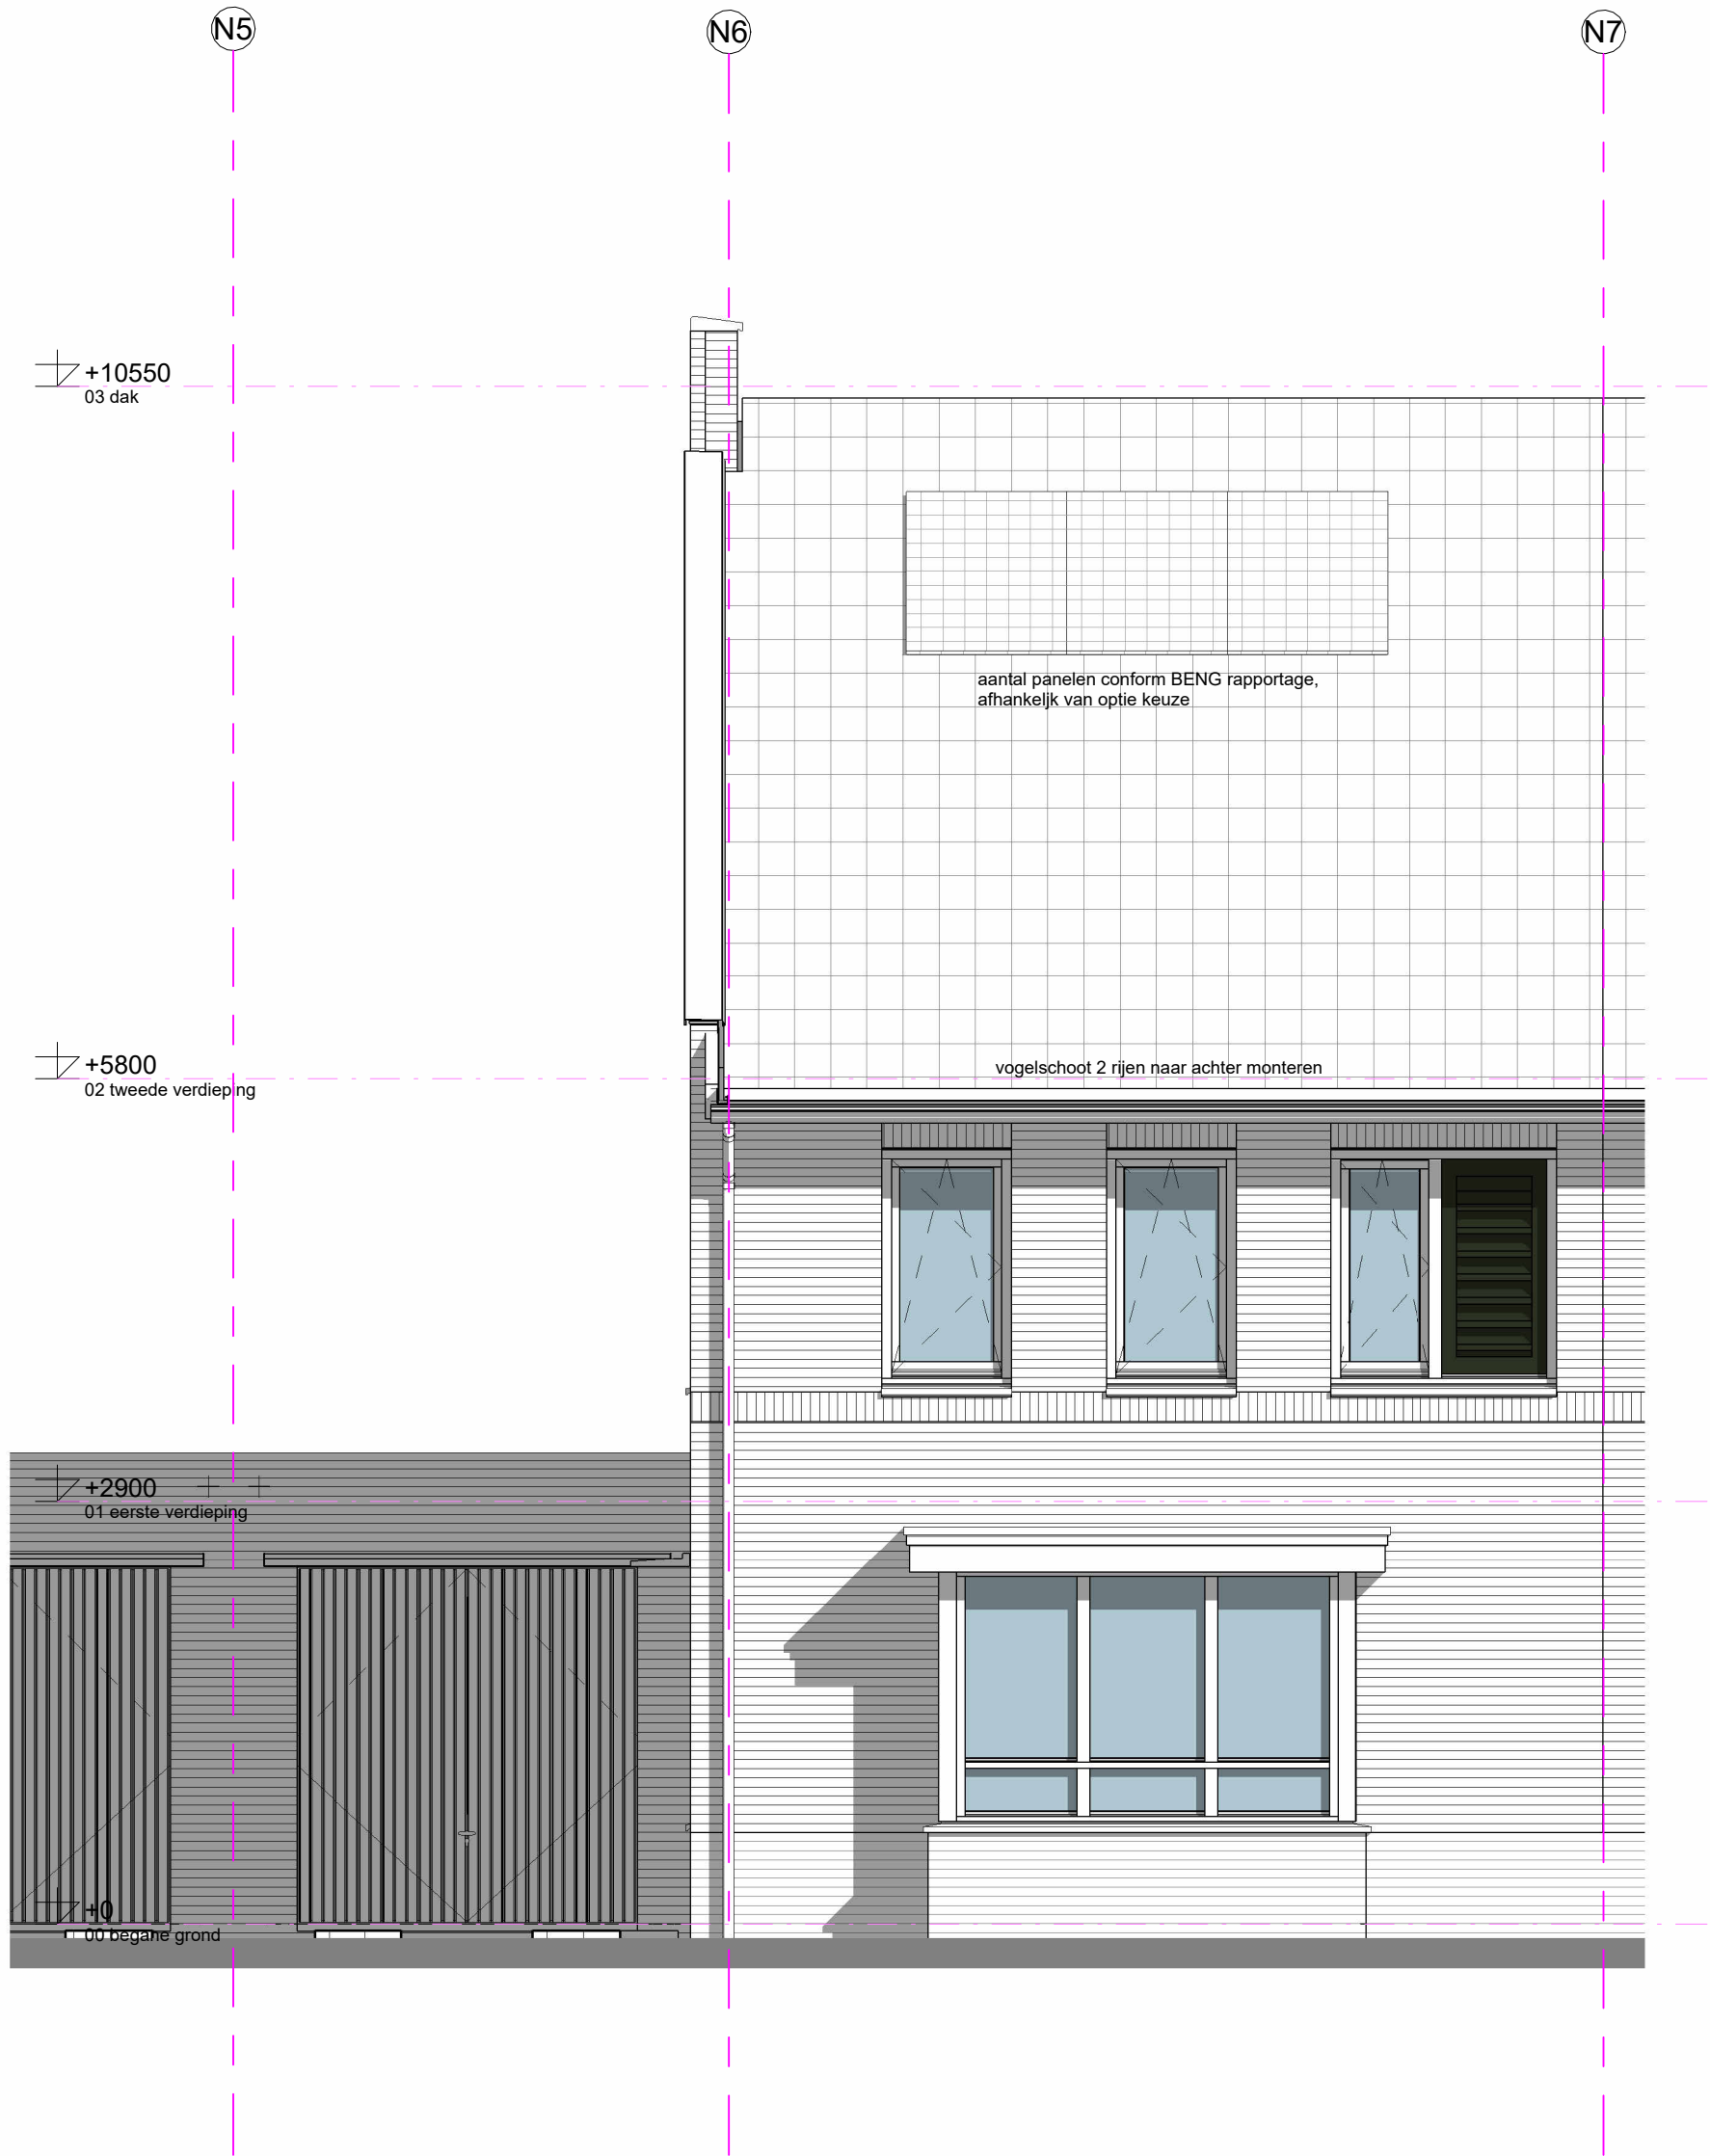 N5 N6 N7
+10550
03 dak
aantal panelen conform BENG rapportage,
afhankeljk van optie keuze
+5800
02 tweede verdieping
vogelschoot 2 rijen naar achter monteren
+2900
01 eerste verdieping
+0
00 begane grond